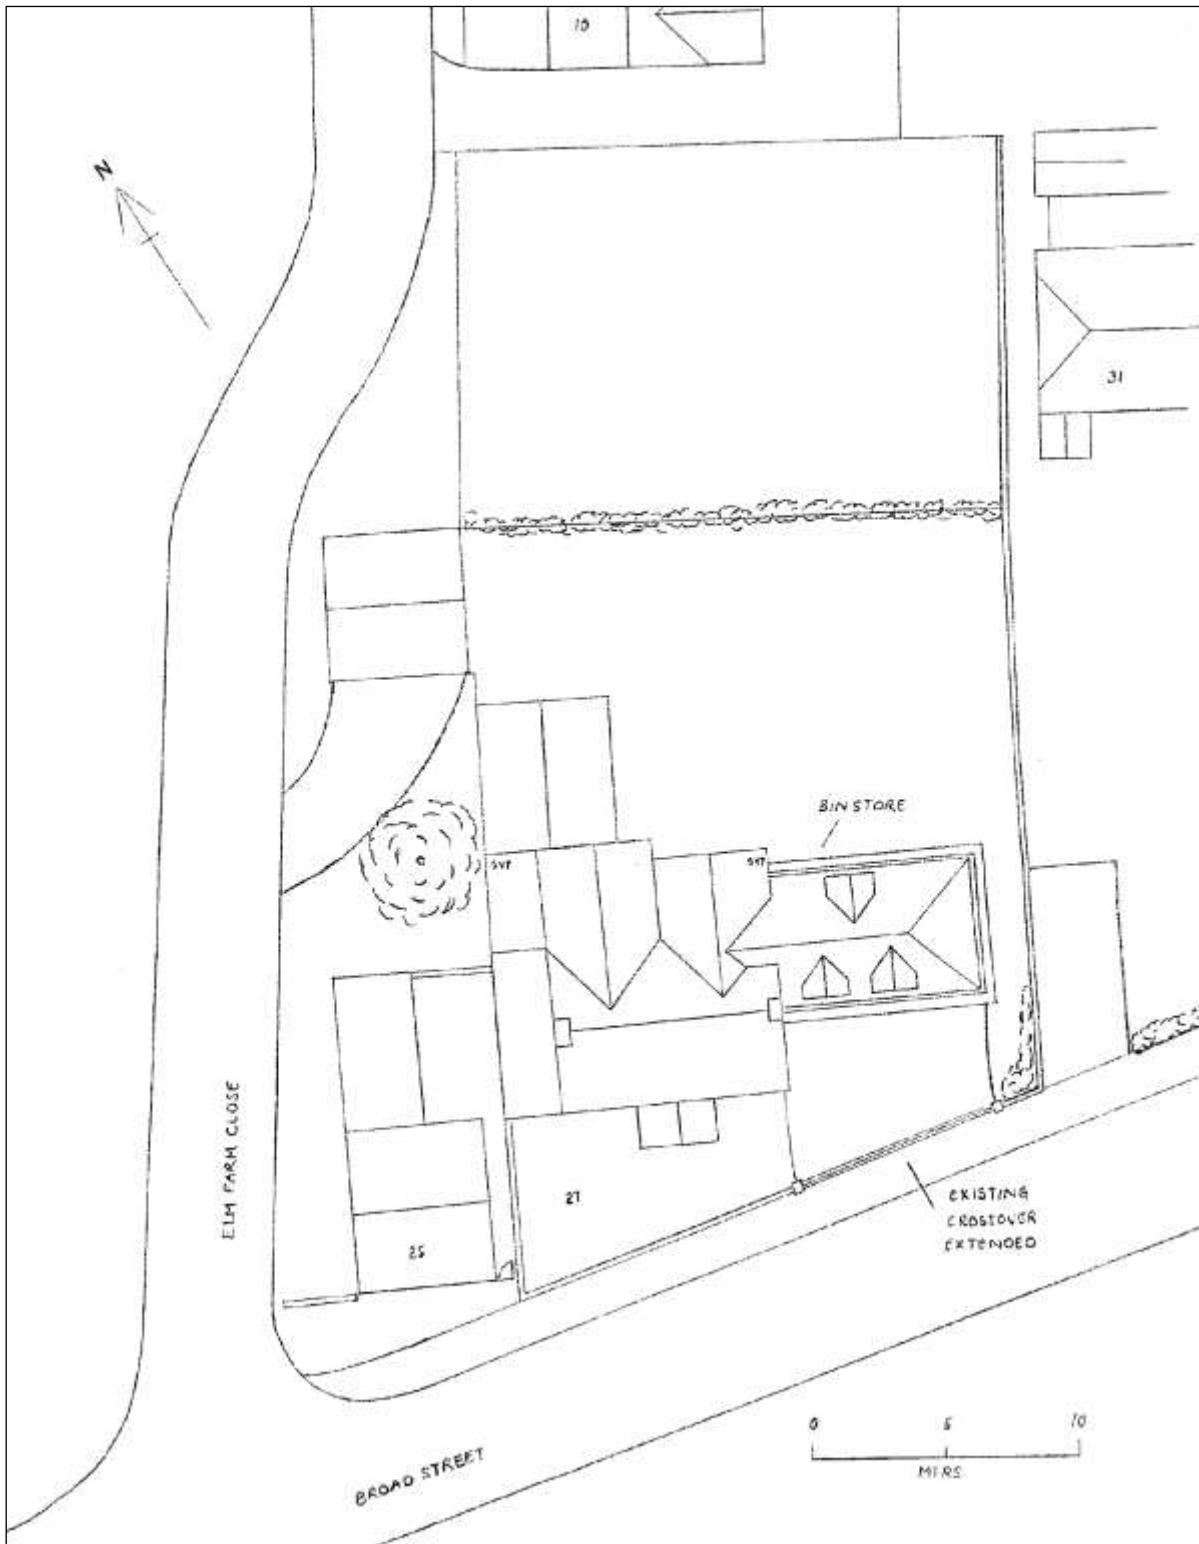 10
N
31
BIN STORE
SVP
SVP
ELM FARM CLOSE
27
25
EXISTING
CROSSOVER
EXTENDED
0 5 10
MTRS
BROAD STREET